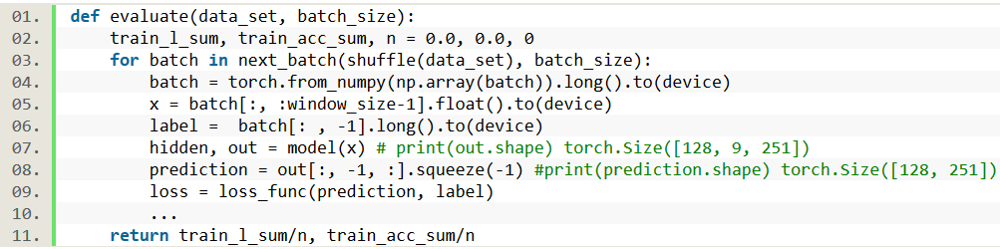 01. def evaluate(data_set, batch_size):
02.     train_l_sum, train_acc_sum, n = 0.0, 0.0, 0
03.     for batch in next_batch(shuffle(data_set), batch_size):
04.         batch = torch.from_numpy(np.array(batch)).long().to(device)
05.         x = batch[:, :window_size-1].float().to(device)
06.         label =  batch[: , -1].long().to(device)
07.         hidden, out = model(x) # print(out.shape) torch.Size([128, 9, 251])
08.         prediction = out[:, -1, :].squeeze(-1) #print(prediction.shape) torch.Size([128, 251])
09.         loss = loss_func(prediction, label)
10.         ...
11.     return train_l_sum/n, train_acc_sum/n